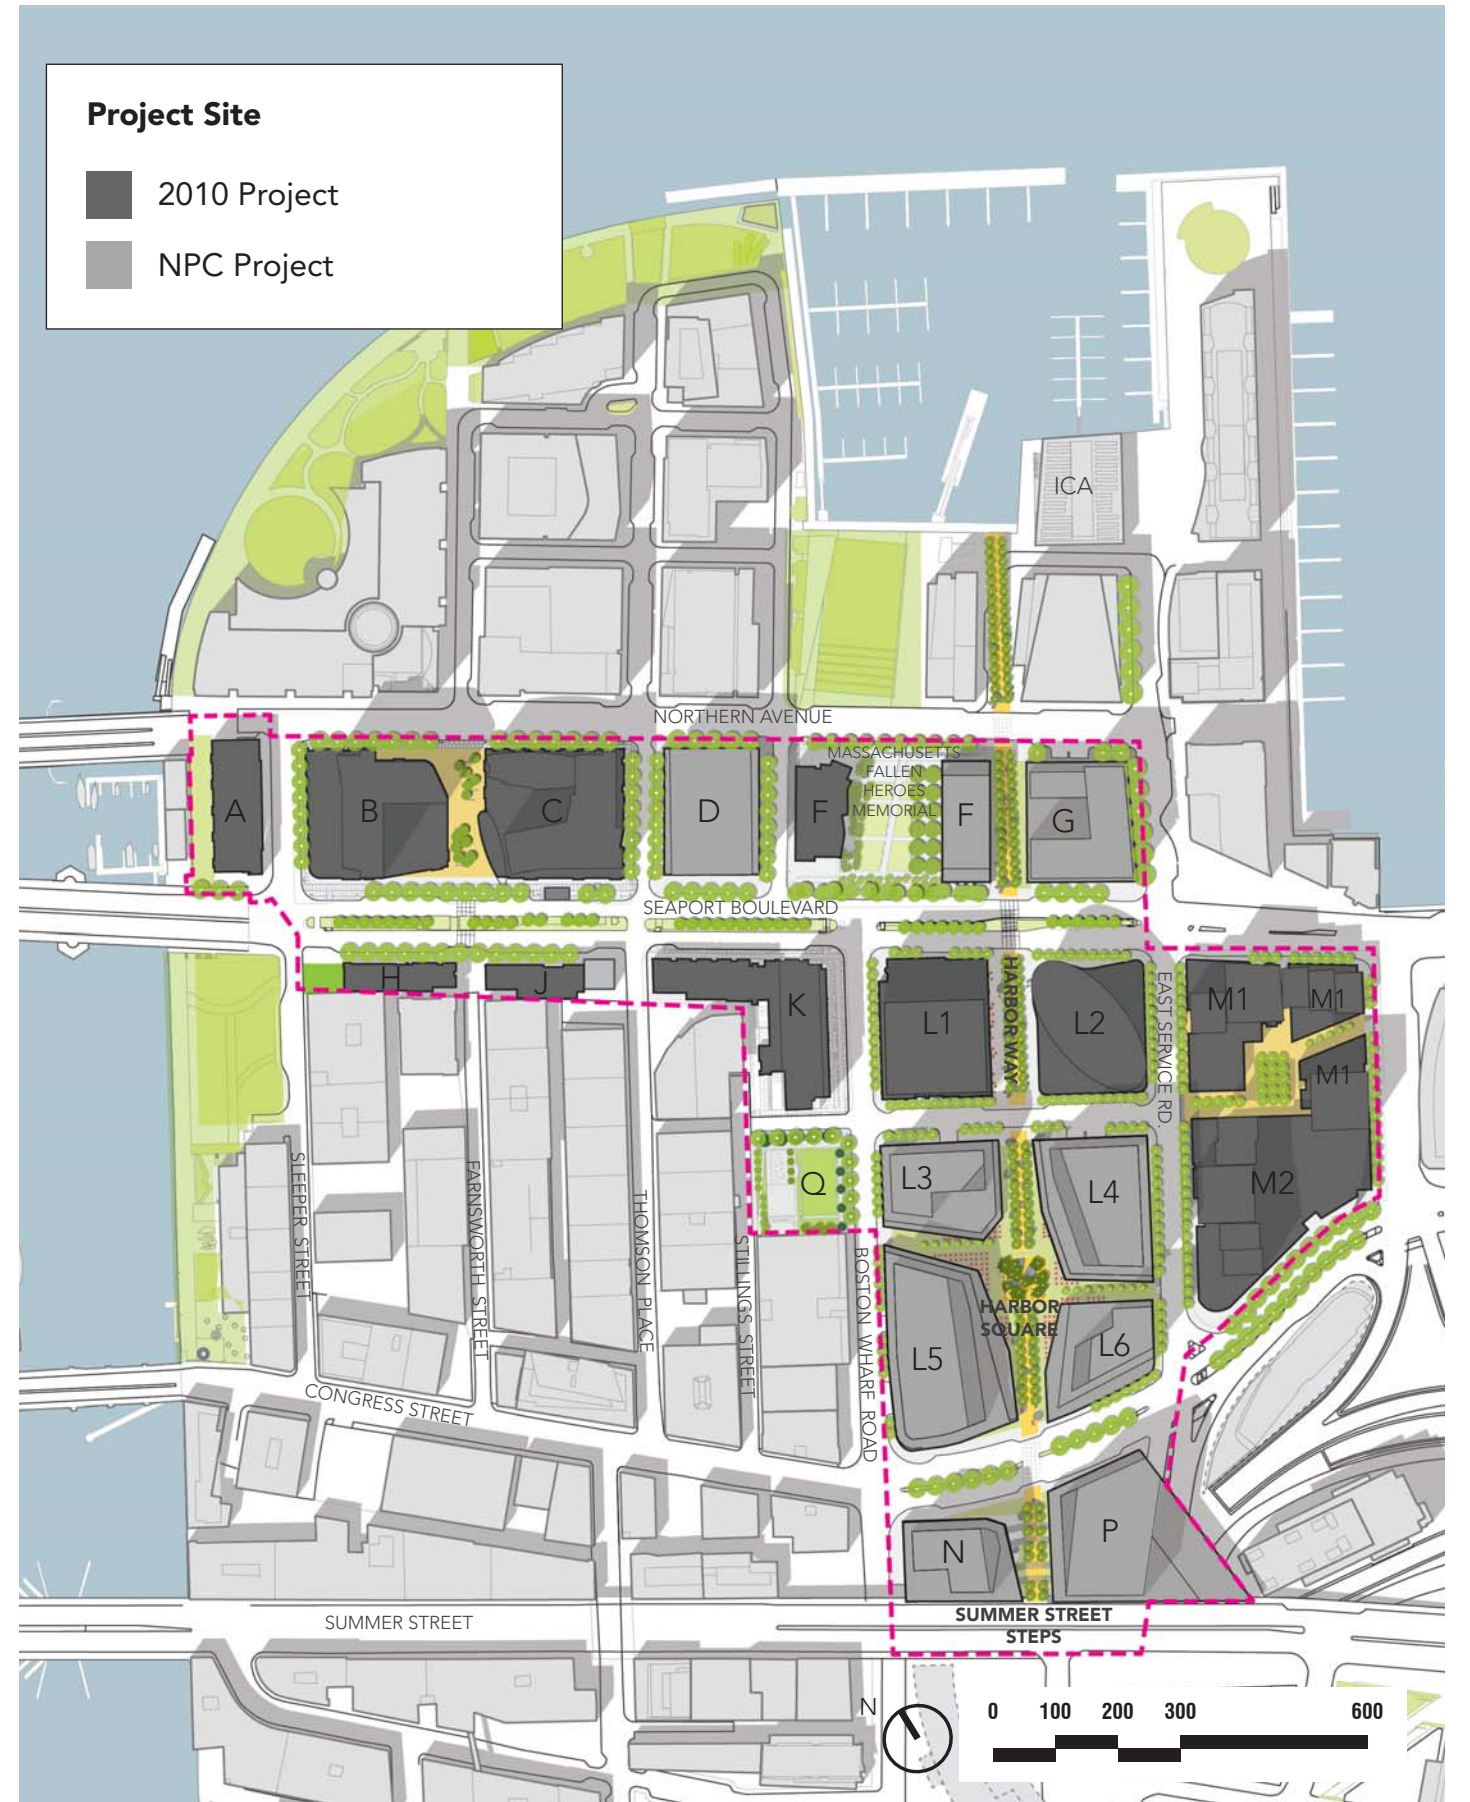 Project Site
2010 Project
NPC Project
ICA
NORTHERN AVENUE
MASSACHUSETTS
FALLEN
HEROES
MEMORIAL
A
B
C
D
F
F
G
SEAPORT BOULEVARD
H
J
K
L1
HARBOR WAY
L2
EAST SERVICE RD.
M1
M1
M1
M2
Q
L3
L4
SLEEPER STREET
FARNSWORTH STREET
THOMSON PLACE
STILLINGS STREET
BOSTON WHARF ROAD
HARBOR
SQUARE
L5
L6
CONGRESS STREET
N
P
SUMMER STREET
SUMMER STREET
STEPS
N
0 100 200 300 600